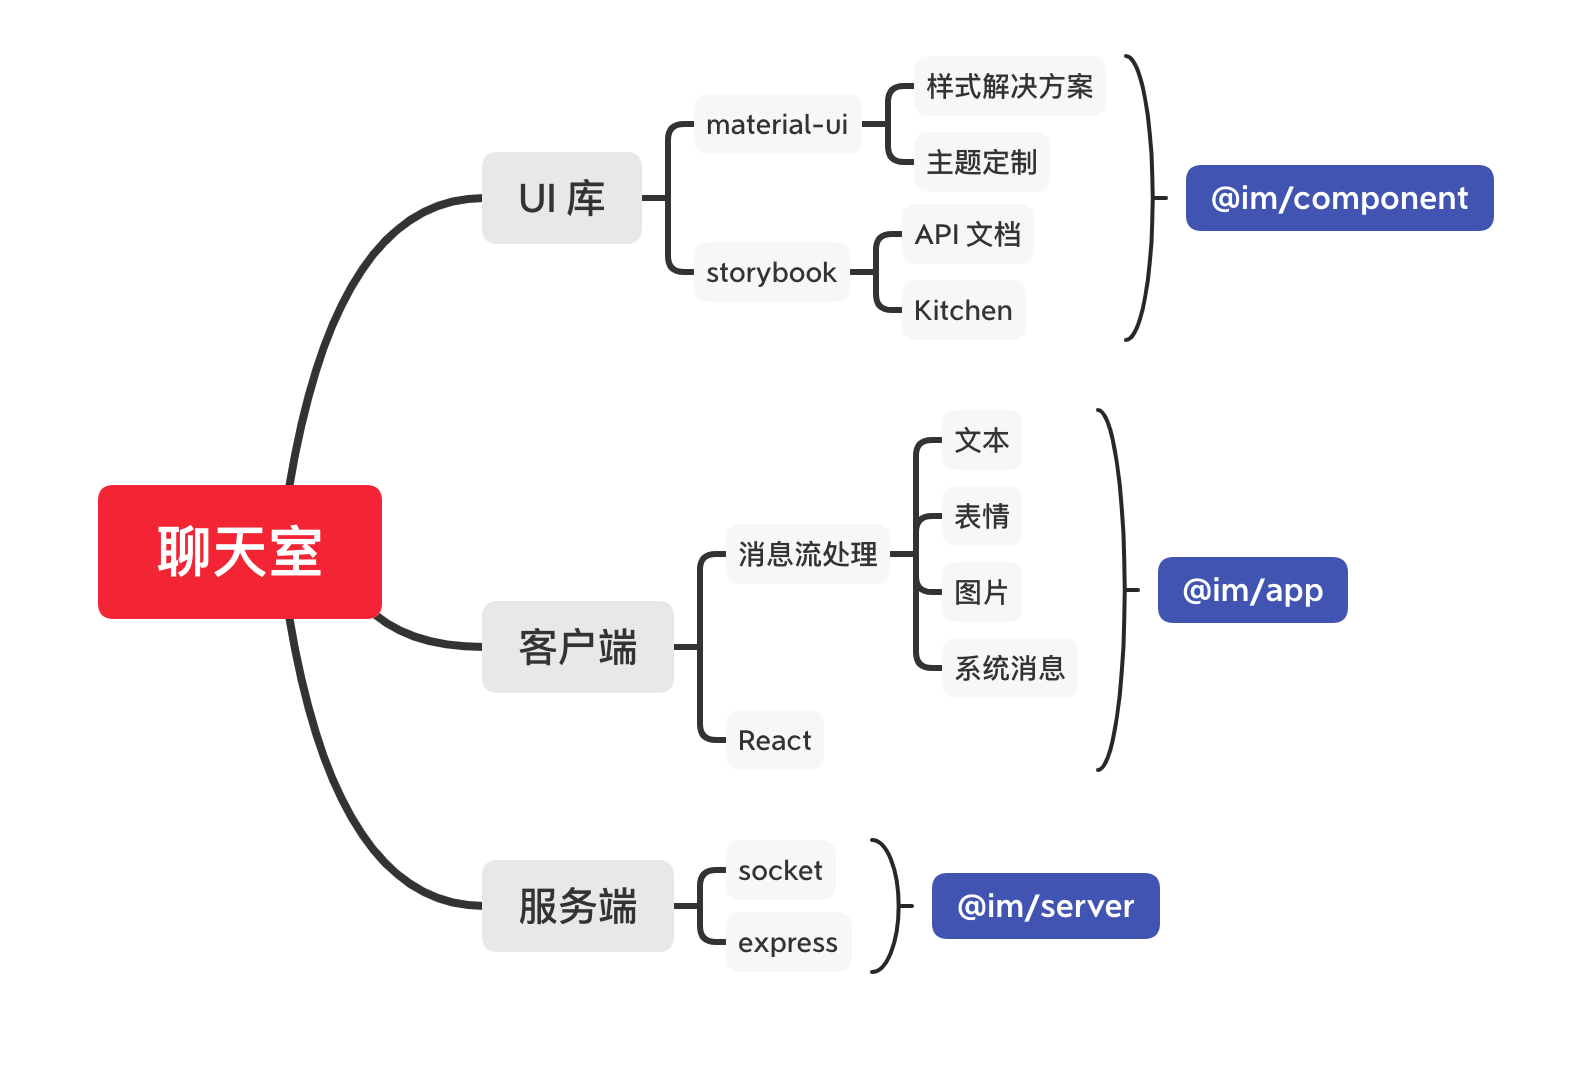 聊天室
UI 库
material-ui
样式解决方案
主题定制
storybook
API 文档
Kitchen
@im/component
客户端
消息流处理
文本
表情
图片
系统消息
React
@im/app
服务端
socket
express
@im/server